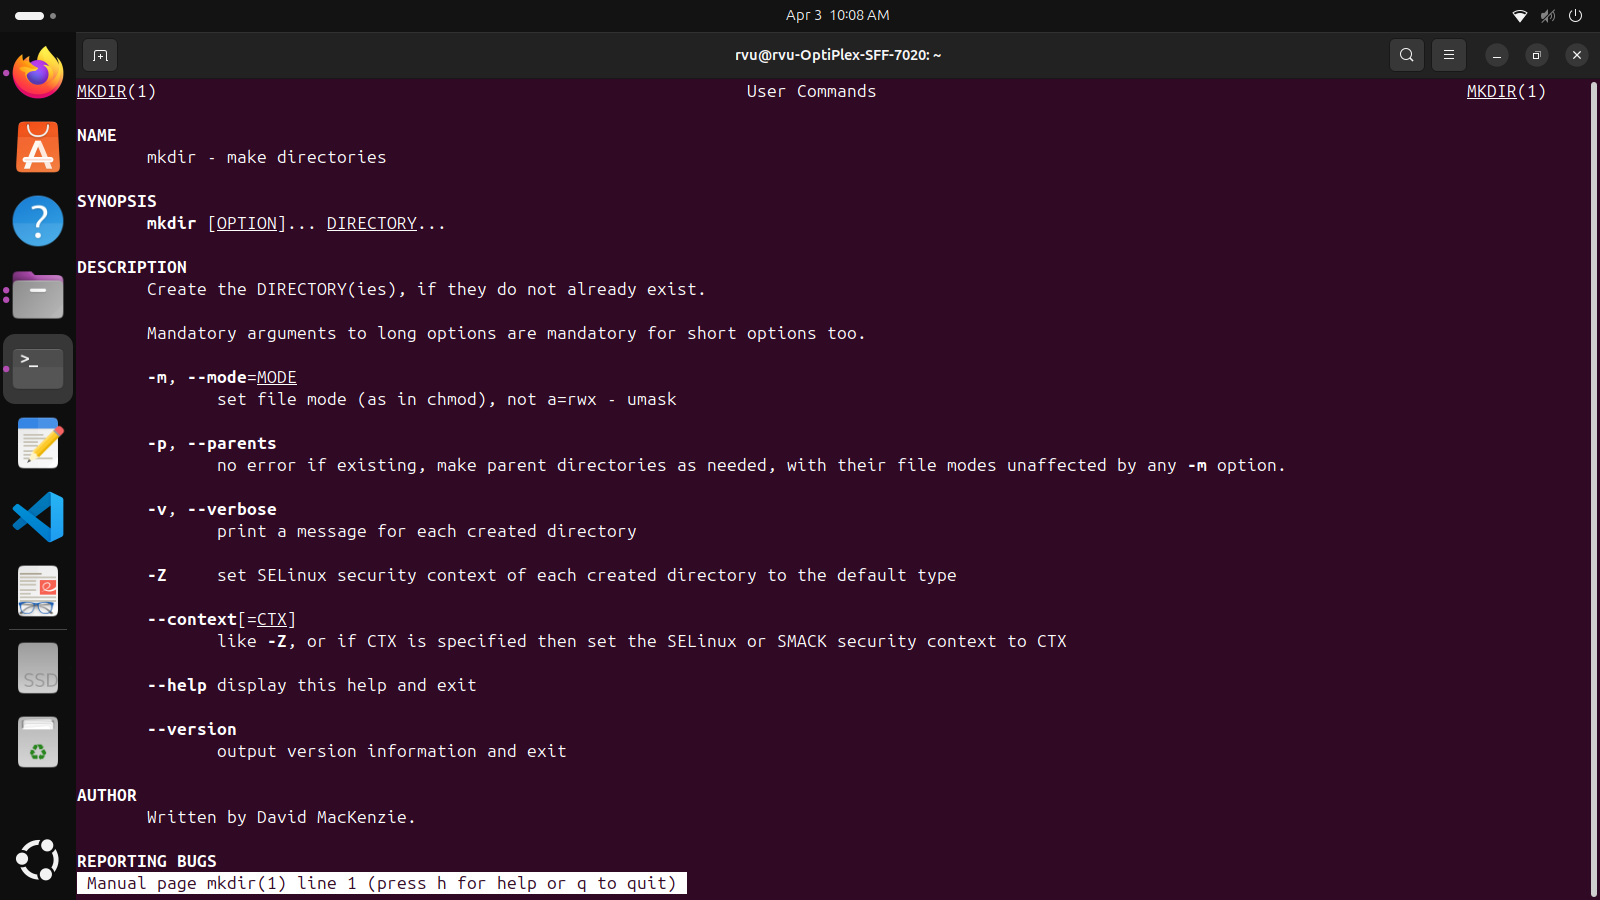 Apr 3 10:08 AM
rvu@rvu-OptiPlex-SFF-7020: ~
MKDIR(1) User Commands MKDIR(1)
NAME
mkdir - make directories
SYNOPSIS
mkdir [OPTION]... DIRECTORY...
DESCRIPTION
Create the DIRECTORY(ies), if they do not already exist.
Mandatory arguments to long options are mandatory for short options too.
-m, --mode=MODE
set file mode (as in chmod), not a=rwx - umask
-p, --parents
no error if existing, make parent directories as needed, with their file modes unaffected by any -m option.
-v, --verbose
print a message for each created directory
-Z set SELinux security context of each created directory to the default type
--context[=CTX]
like -Z, or if CTX is specified then set the SELinux or SMACK security context to CTX
--help display this help and exit
--version
output version information and exit
AUTHOR
Written by David MacKenzie.
REPORTING BUGS
Manual page mkdir(1) line 1 (press h for help or q to quit)
>_
SSD